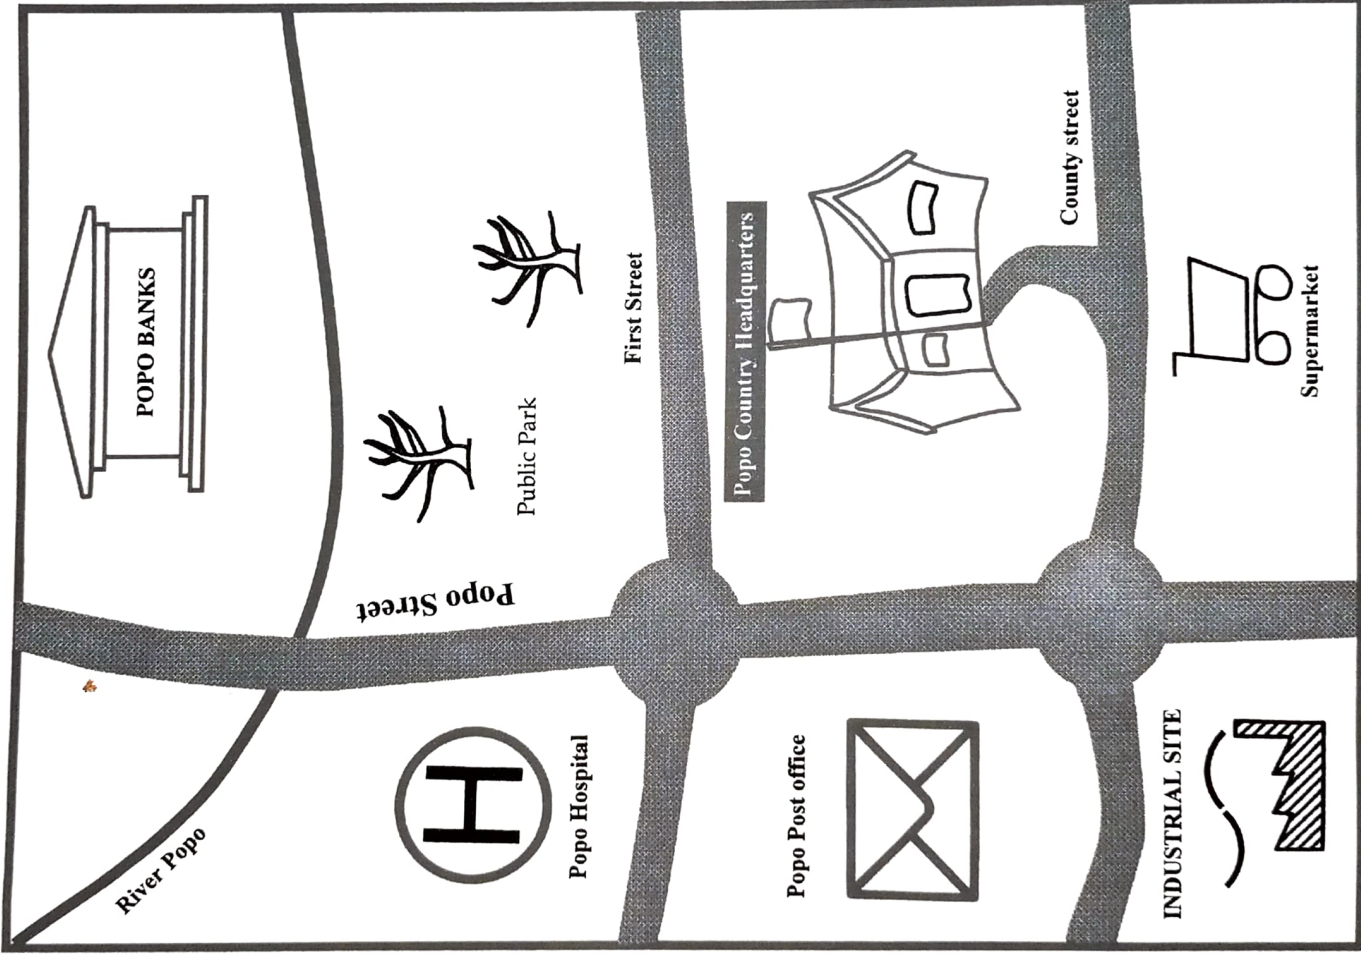 POPO BANKS
River Popo
Popo Street
Public Park
Popo Hospital
H
First Street
Popo Country Headquarters
Popo Post office
County street
INDUSTRIAL SITE
Supermarket